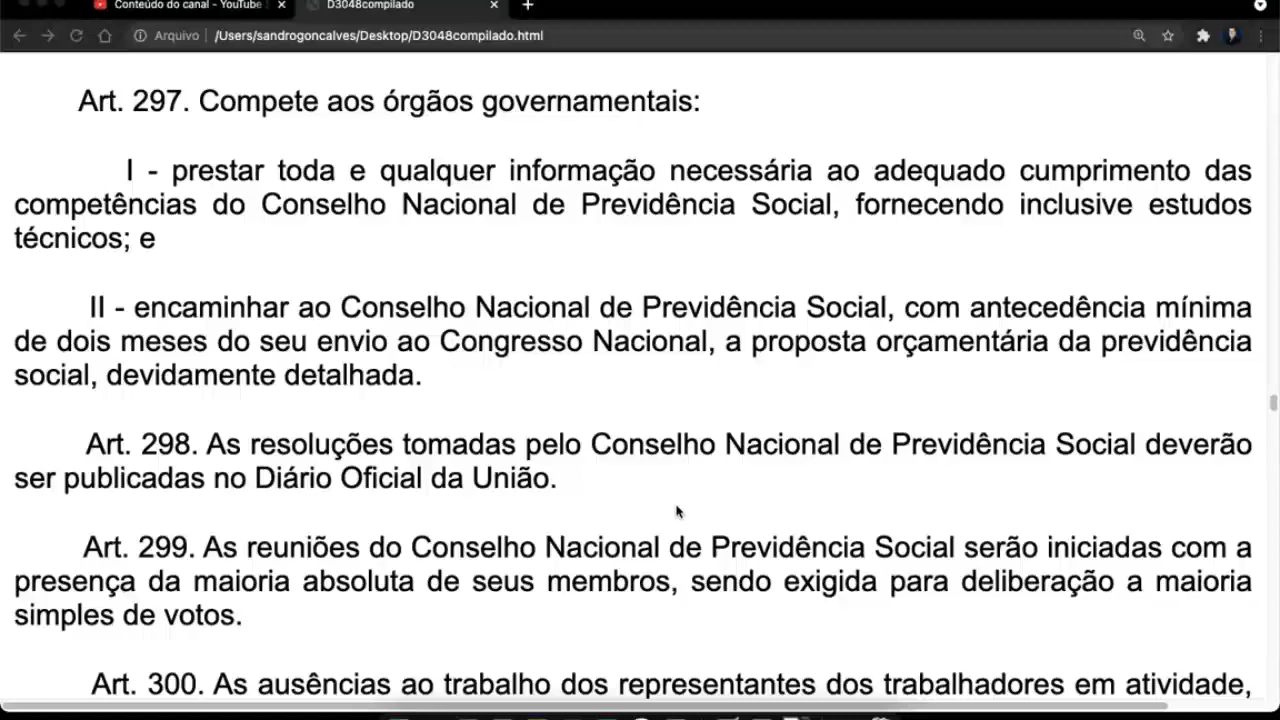 Conteúdo do canal - YouTube
D3048compilado
Arquivo
/Users/sandrogoncalves/Desktop/D3048compilado.html
Art. 297. Compete aos órgãos governamentais:
I - prestar toda e qualquer informação necessária ao adequado cumprimento das
competências do Conselho Nacional de Previdência Social, fornecendo inclusive estudos
técnicos; e
II - encaminhar ao Conselho Nacional de Previdência Social, com antecedência mínima
de dois meses do seu envio ao Congresso Nacional, a proposta orçamentária da previdência
social, devidamente detalhada.
Art. 298. As resoluções tomadas pelo Conselho Nacional de Previdência Social deverão
ser publicadas no Diário Oficial da União.
Art. 299. As reuniões do Conselho Nacional de Previdência Social serão iniciadas com a
presença da maioria absoluta de seus membros, sendo exigida para deliberação a maioria
simples de votos.
Art. 300. As ausências ao trabalho dos representantes dos trabalhadores em atividade,